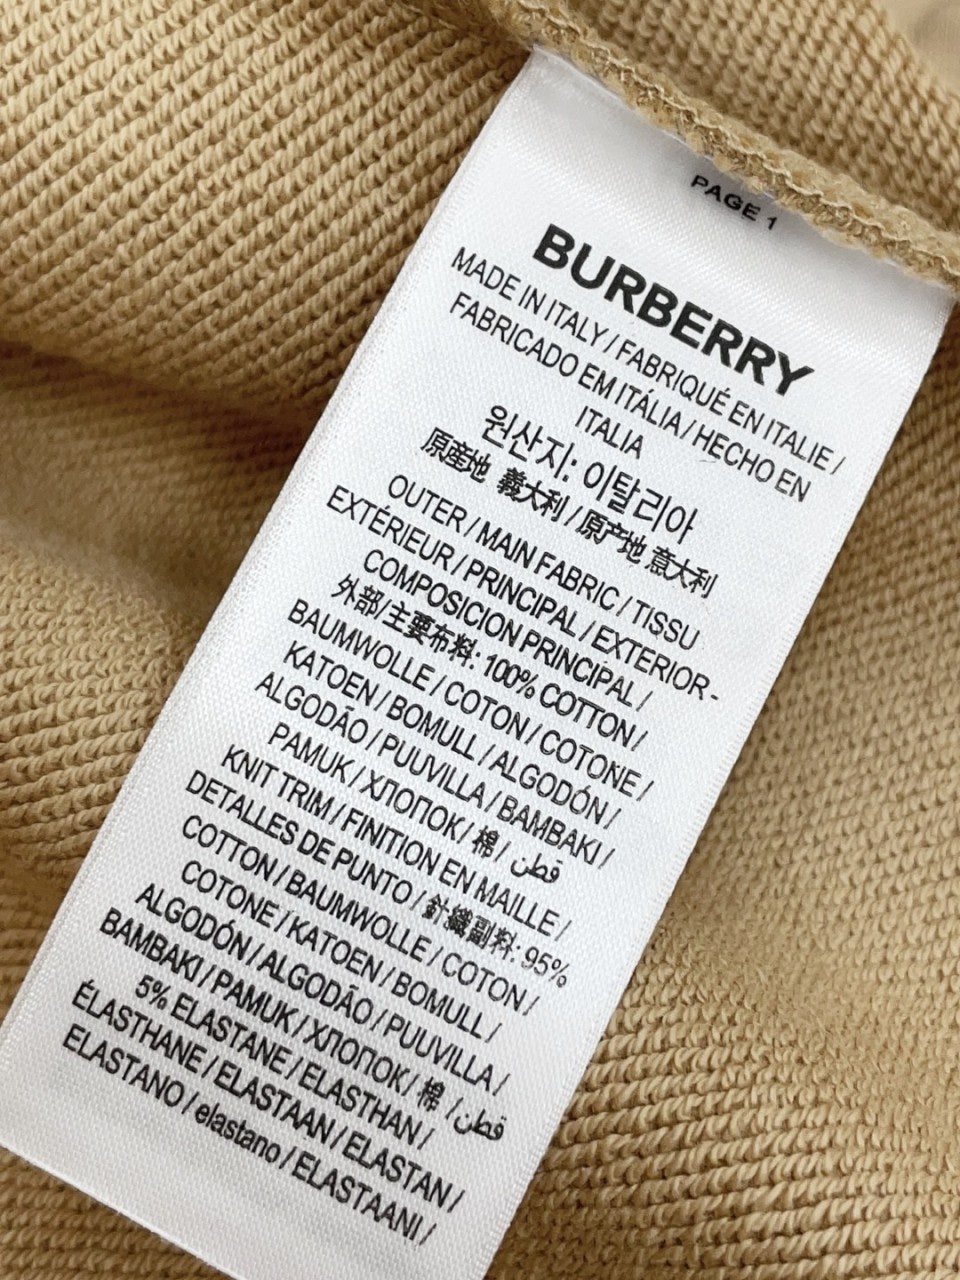 PAGE 1
BURBERRY
MADE IN ITALY / FABRIQUÉ EN ITALIE /
FABRICADO EM ITÁLIA / HECHO EN
ITALIA
원산지: 이탈리아
原産地 義大利 / 原产地 意大利
OUTER / MAIN FABRIC / TISSU
EXTÉRIEUR / PRINCIPAL / EXTERIOR-
COMPOSICION PRINCIPAL /
外部/主要布料: 100% COTTON /
BAUMWOLLE / COTON / COTONE /
KATOEN / BOMULL / ALGODÓN /
ALGODÃO / PUUVILLA / BAMBAKI /
PAMUK / ХЛОПОК / 棉 / قطن
KNIT TRIM / FINITION EN MAILLE /
DETALLES DE PUNTO / 針織副料: 95%
COTTON / BAUMWOLLE / COTON /
COTONE / KATOEN / BOMULL /
ALGODÓN / ALGODÃO / PUUVILLA /
BAMBAKI / PAMUK / ХЛОПОК / 棉 / قطن
5% ELASTANE / ELASTHAN /
ÉLASTHANE / ELASTAAN / ELASTAN /
ELASTANO / elastano / ELASTAANI /